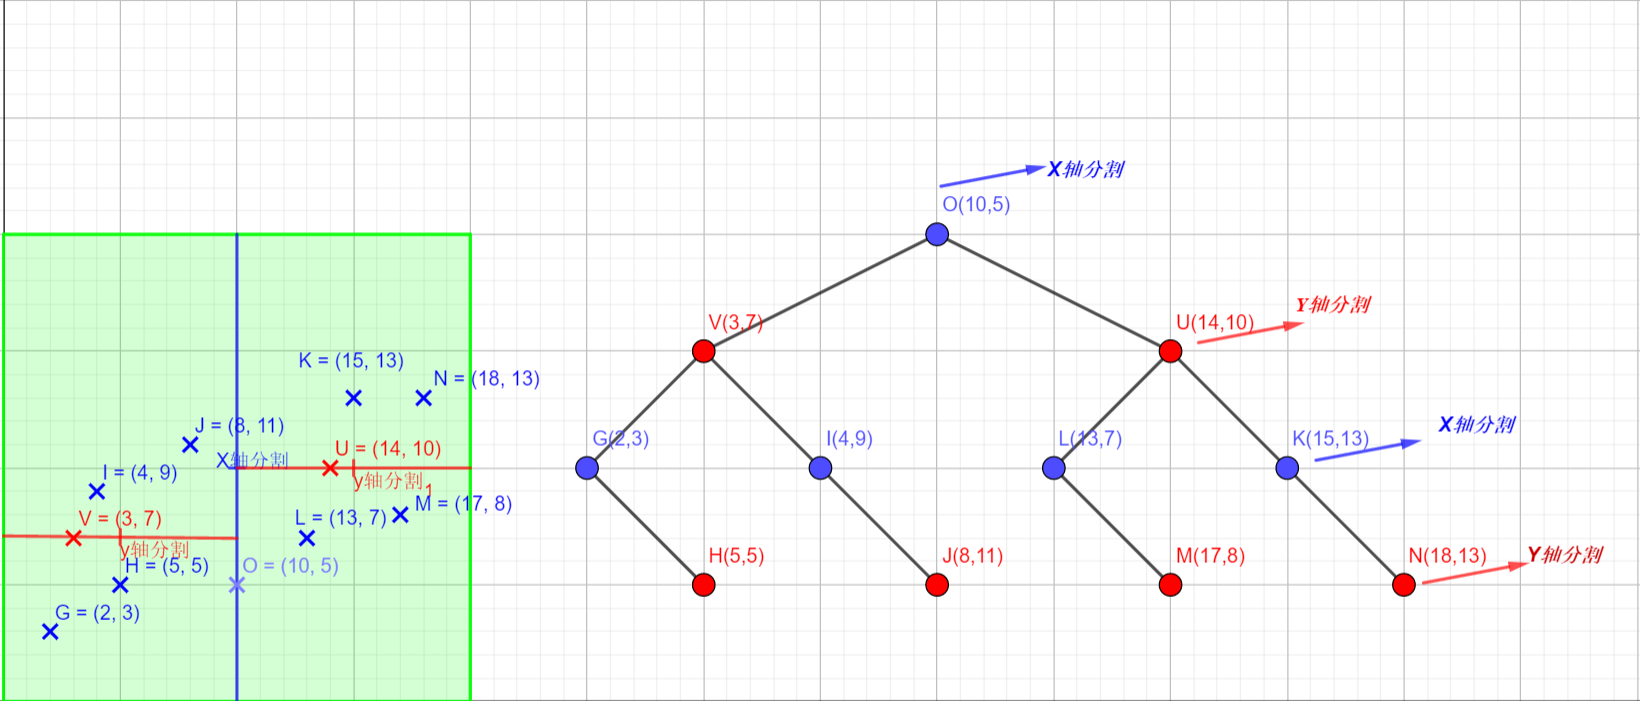 K = (15, 13)
N = (18, 13)
J = (8, 11)
U = (14, 10)
X轴分割
I = (4, 9)
y轴分割1
M = (17, 8)
V = (3, 7)
L = (13, 7)
y轴分割
H = (5, 5)
O = (10, 5)
G = (2, 3)
X轴分割
O(10,5)
Y轴分割
V(3,7)
U(14,10)
X轴分割
G(2,3)
I(4,9)
L(13,7)
K(15,13)
H(5,5)
J(8,11)
M(17,8)
N(18,13)
Y轴分割